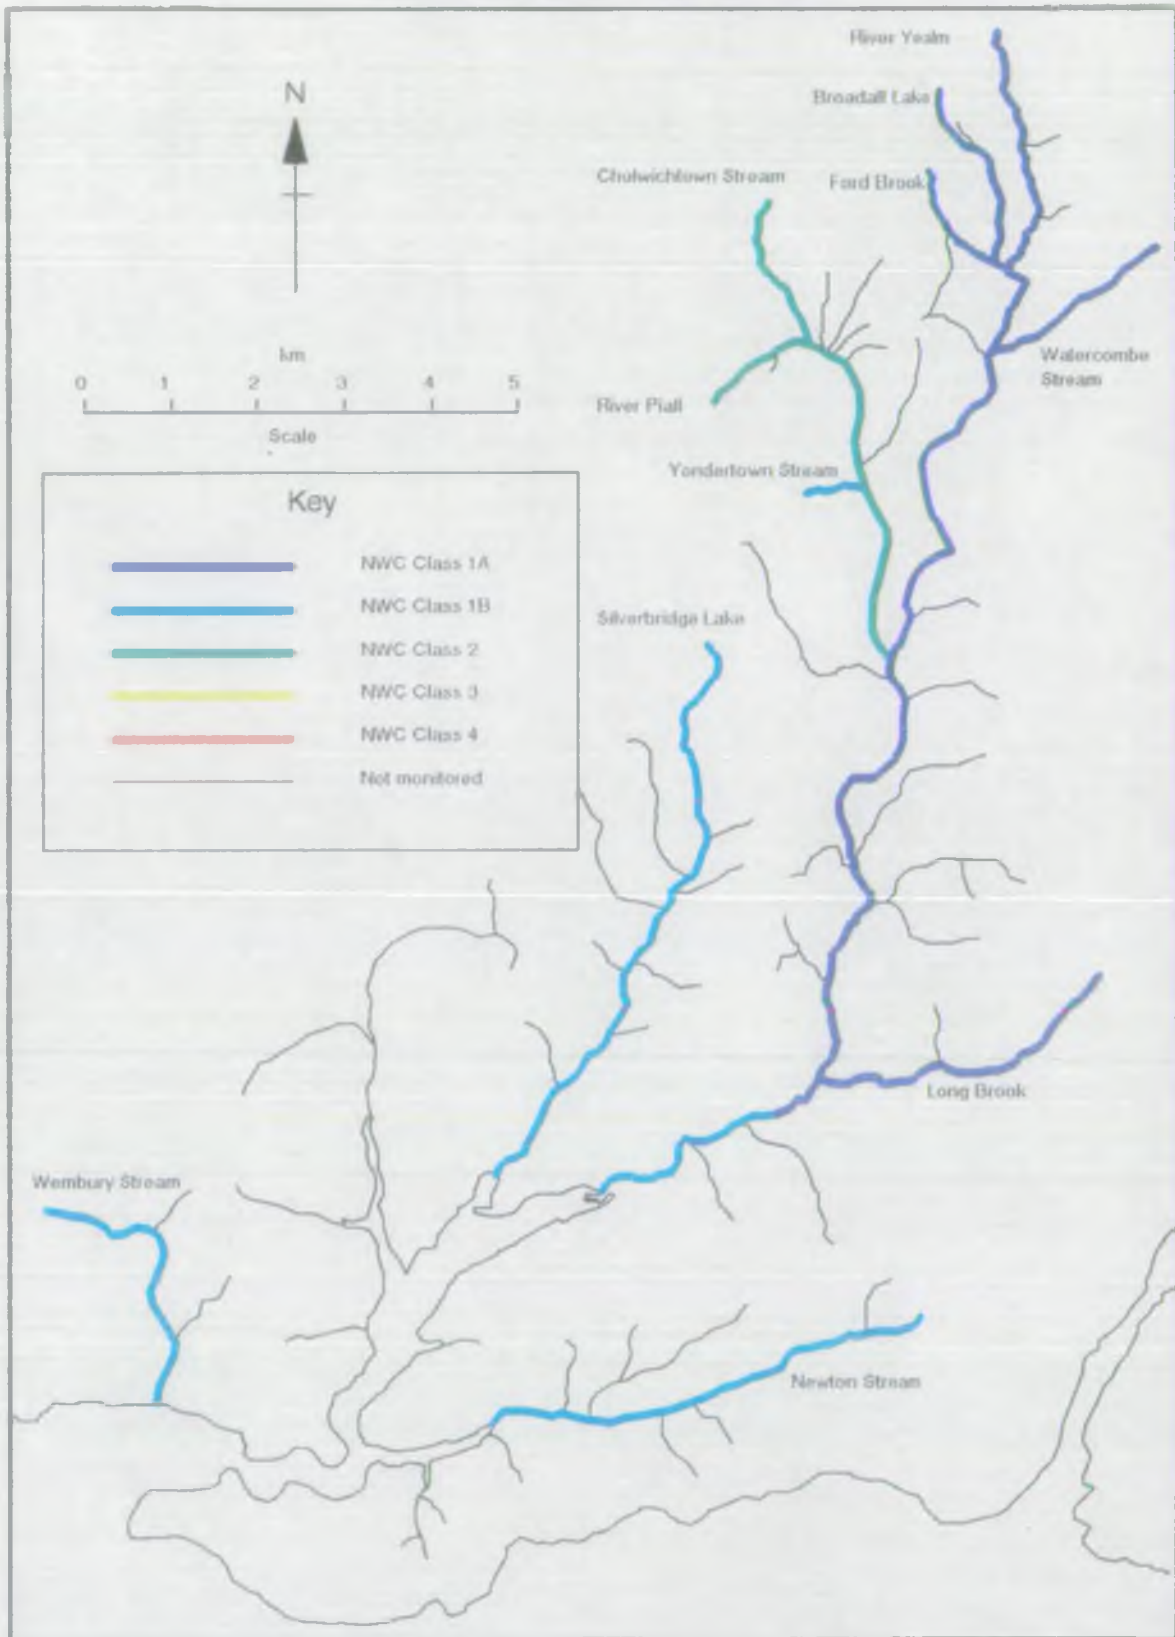 River Yealm
N
Broadall Lake
Cholwichtown Stream
Ford Brook
km
0 1 2 3 4 5
Scale
Watercombe
Stream
River Piall
Yondertown Stream
Key
NWC Class 1A
NWC Class 1B
NWC Class 2
NWC Class 3
NWC Class 4
Not monitored
Silverbridge Lake
Long Brook
Wembury Stream
Newton Stream